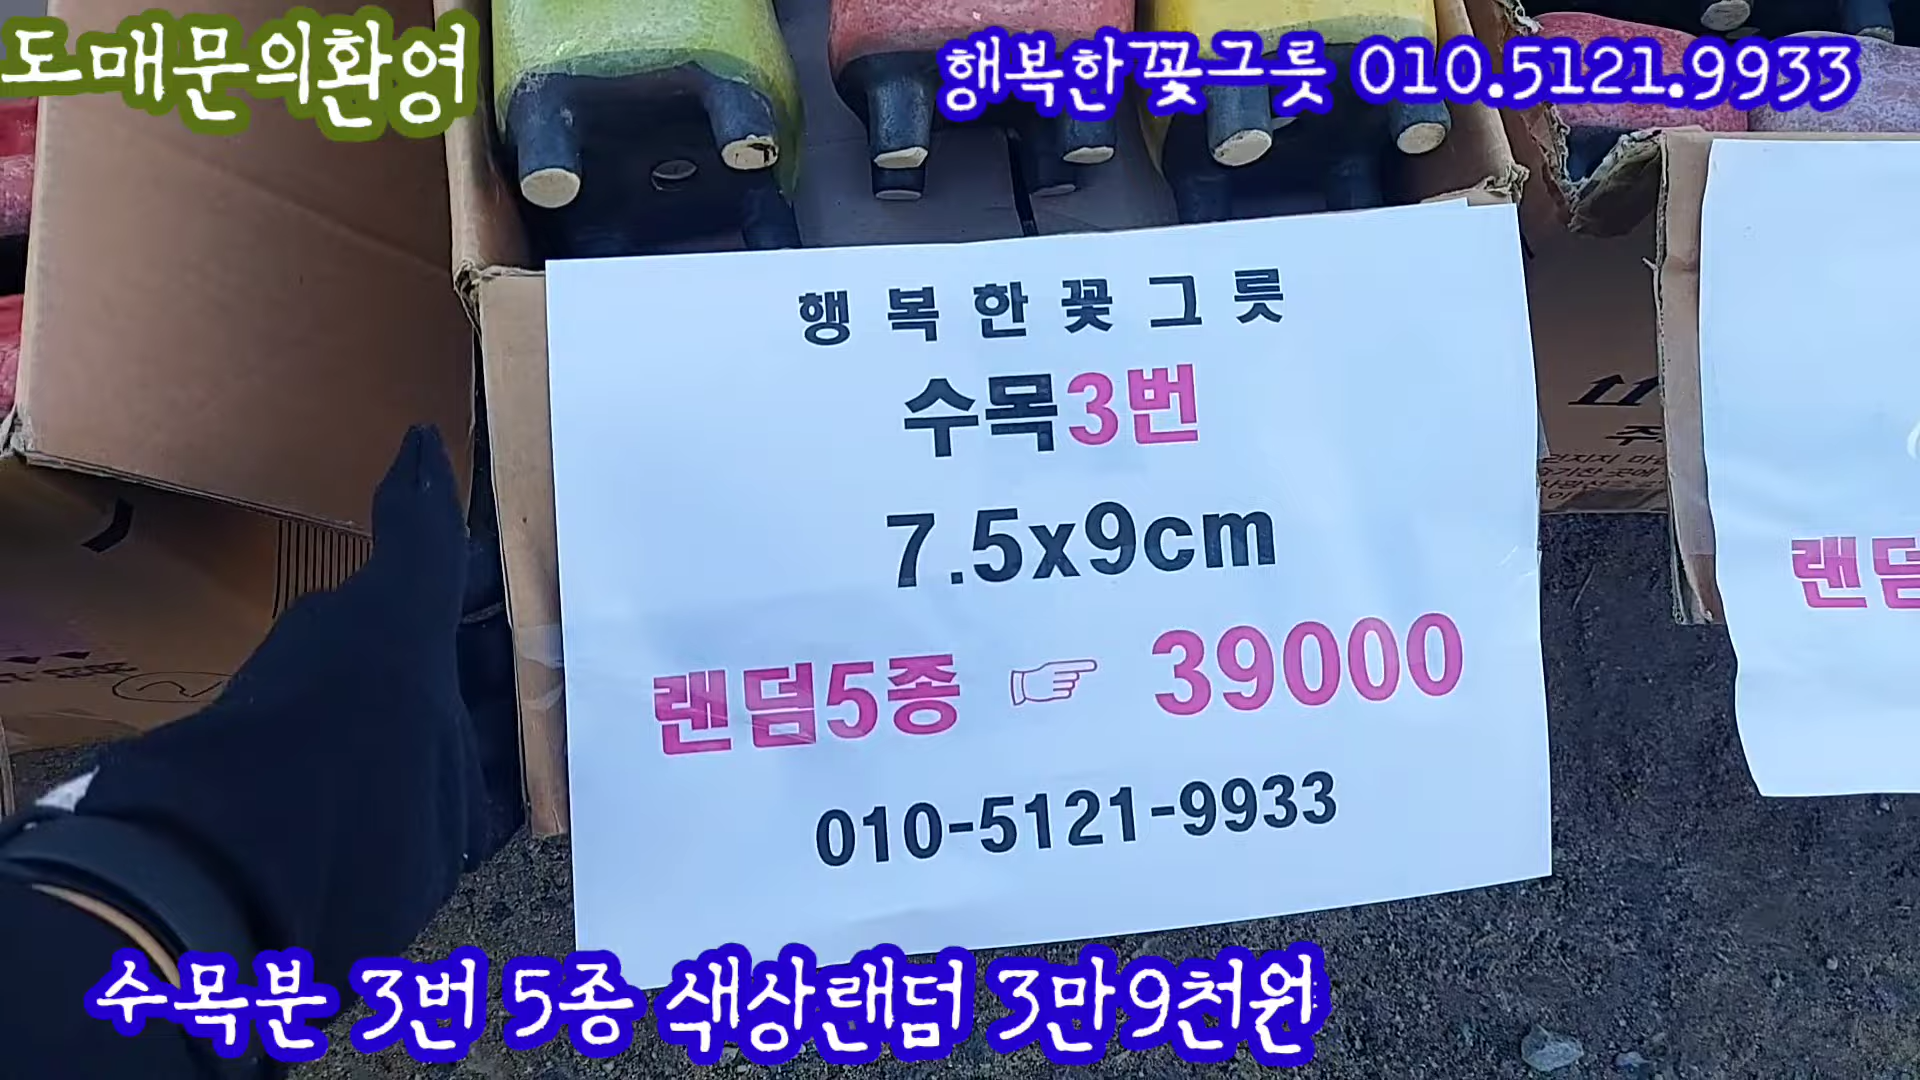 도매문의환영
행복한꽃그릇 010.5121.9933
행복한꽃그릇
수목3번
7.5x9cm
랜덤5종 ☞ 39000
010-5121-9933
랜덤
수목분 3번 5종 색상랜덤 3만9천원